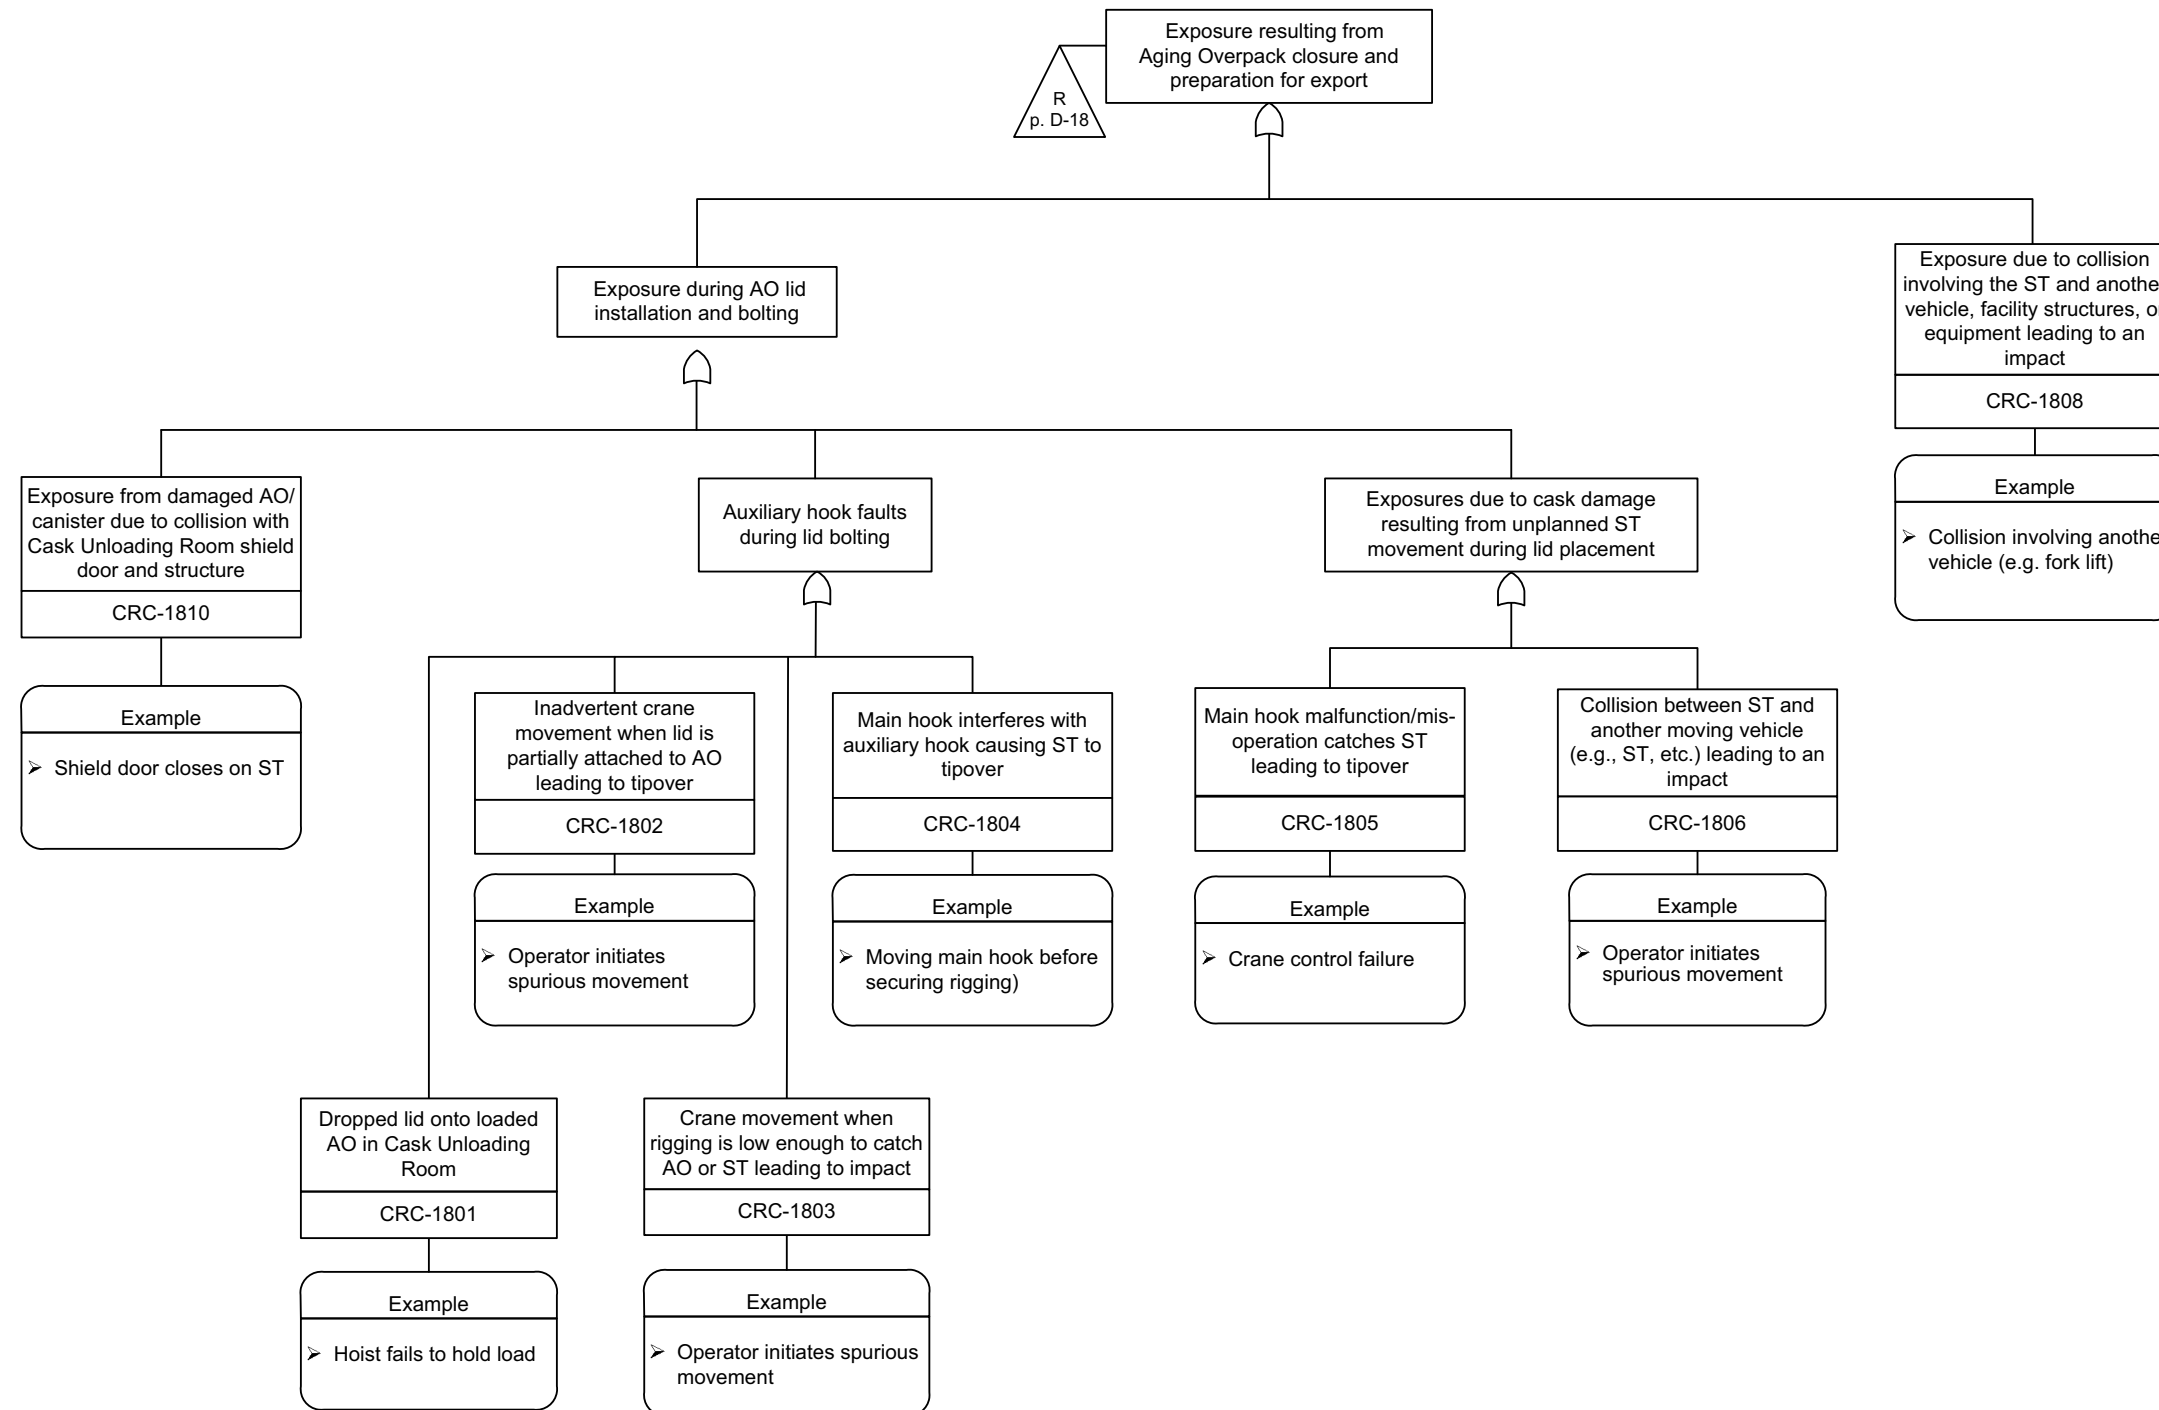 Exposure resulting from
Aging Overpack closure and
preparation for export
R
p. D-18
Exposure during AO lid
installation and bolting
Exposure due to collision
involving the ST and
vehicle, facility structures,
equipment leading to an
impact
CRC-1808
Example
➢ Collision involving
vehicle (e.g. fork lift)
Exposure from damaged AO/
canister due to collision with
Cask Unloading Room shield
door and structure
CRC-1810
Example
➢ Shield door closes on ST
Auxiliary hook faults
during lid bolting
Exposures due to cask damage
resulting from unplanned ST
movement during lid placement
Inadvertent crane
movement when lid is
partially attached to AO
leading to tipover
CRC-1802
Example
➢ Operator initiates
spurious movement
Main hook interferes with
auxiliary hook causing ST to
tipover
CRC-1804
Example
➢ Moving main hook before
securing rigging)
Main hook malfunction/mis-
operation catches ST
leading to tipover
CRC-1805
Example
➢ Crane control failure
Collision between ST and
another moving vehicle
(e.g., ST, etc.) leading to an
impact
CRC-1806
Example
➢ Operator initiates
spurious movement
Dropped lid onto loaded
AO in Cask Unloading
Room
CRC-1801
Example
➢ Hoist fails to hold load
Crane movement when
rigging is low enough to catch
AO or ST leading to impact
CRC-1803
Example
➢ Operator initiates spurious
movement